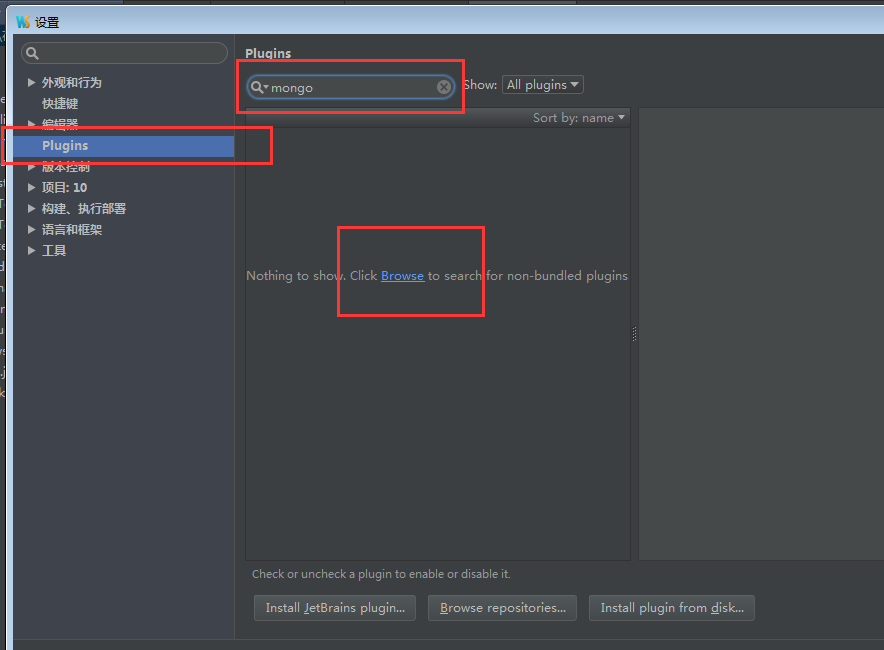 设置
Plugins
mongo
Show: All plugins
外观和行为
快捷键
编辑器
Plugins
版本控制
项目: 10
构建、执行部署
语言和框架
工具
Sort by: name
Nothing to show. Click Browse to search for non-bundled plugins
Check or uncheck a plugin to enable or disable it.
Install JetBrains plugin...
Browse repositories...
Install plugin from disk...